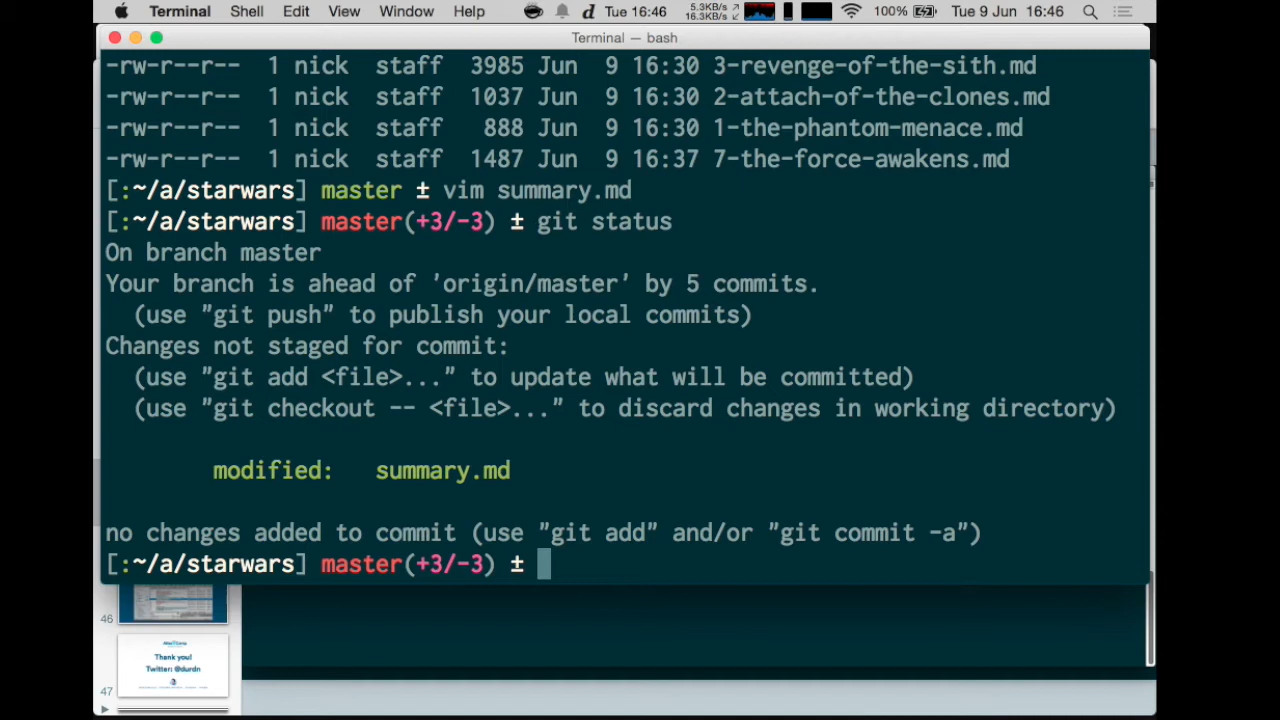 Terminal Shell Edit View Window Help d Tue 16:46 5.3KB/s 16.3KB/s 100% Tue 9 Jun 16:46
Terminal — bash
-rw-r--r-- 1 nick staff 3985 Jun 9 16:30 3-revenge-of-the-sith.md
-rw-r--r-- 1 nick staff 1037 Jun 9 16:30 2-attach-of-the-clones.md
-rw-r--r-- 1 nick staff 888 Jun 9 16:30 1-the-phantom-menace.md
-rw-r--r-- 1 nick staff 1487 Jun 9 16:37 7-the-force-awakens.md
[:~/a/starwars] master ± vim summary.md
[:~/a/starwars] master(+3/-3) ± git status
On branch master
Your branch is ahead of 'origin/master' by 5 commits.
(use "git push" to publish your local commits)
Changes not staged for commit:
(use "git add <file>..." to update what will be committed)
(use "git checkout -- <file>..." to discard changes in working directory)
modified: summary.md
no changes added to commit (use "git add" and/or "git commit -a")
[:~/a/starwars] master(+3/-3) ±
46
Thank you!
Twitter: @durdn
47